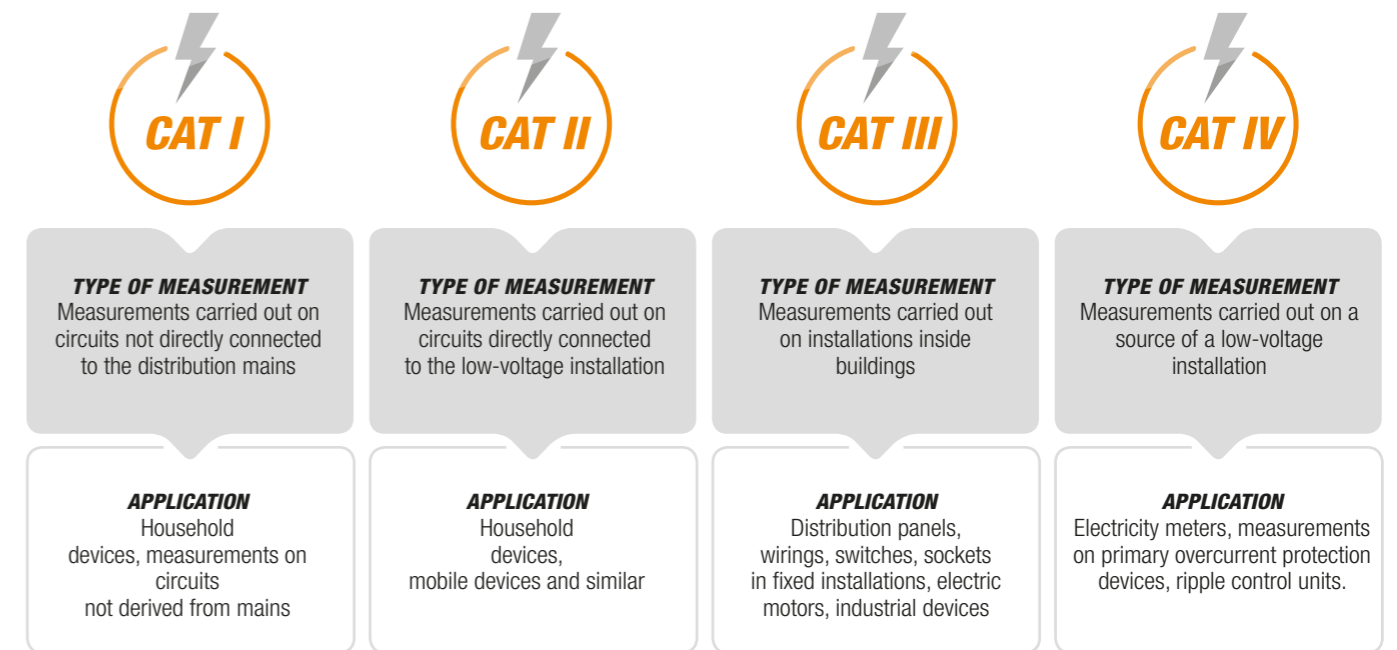 CAT I
CAT II
CAT III
CAT IV
TYPE OF MEASUREMENT
Measurements carried out on
circuits not directly connected
to the distribution mains
TYPE OF MEASUREMENT
Measurements carried out on
circuits directly connected
to the low-voltage installation
TYPE OF MEASUREMENT
Measurements carried out
on installations inside
buildings
TYPE OF MEASUREMENT
Measurements carried out on a
source of a low-voltage
installation
APPLICATION
Household
devices, measurements on
circuits
not derived from mains
APPLICATION
Household
devices,
mobile devices and similar
APPLICATION
Distribution panels,
wirings, switches, sockets
in fixed installations, electric
motors, industrial devices
APPLICATION
Electricity meters, measurements
on primary overcurrent protection
devices, ripple control units.